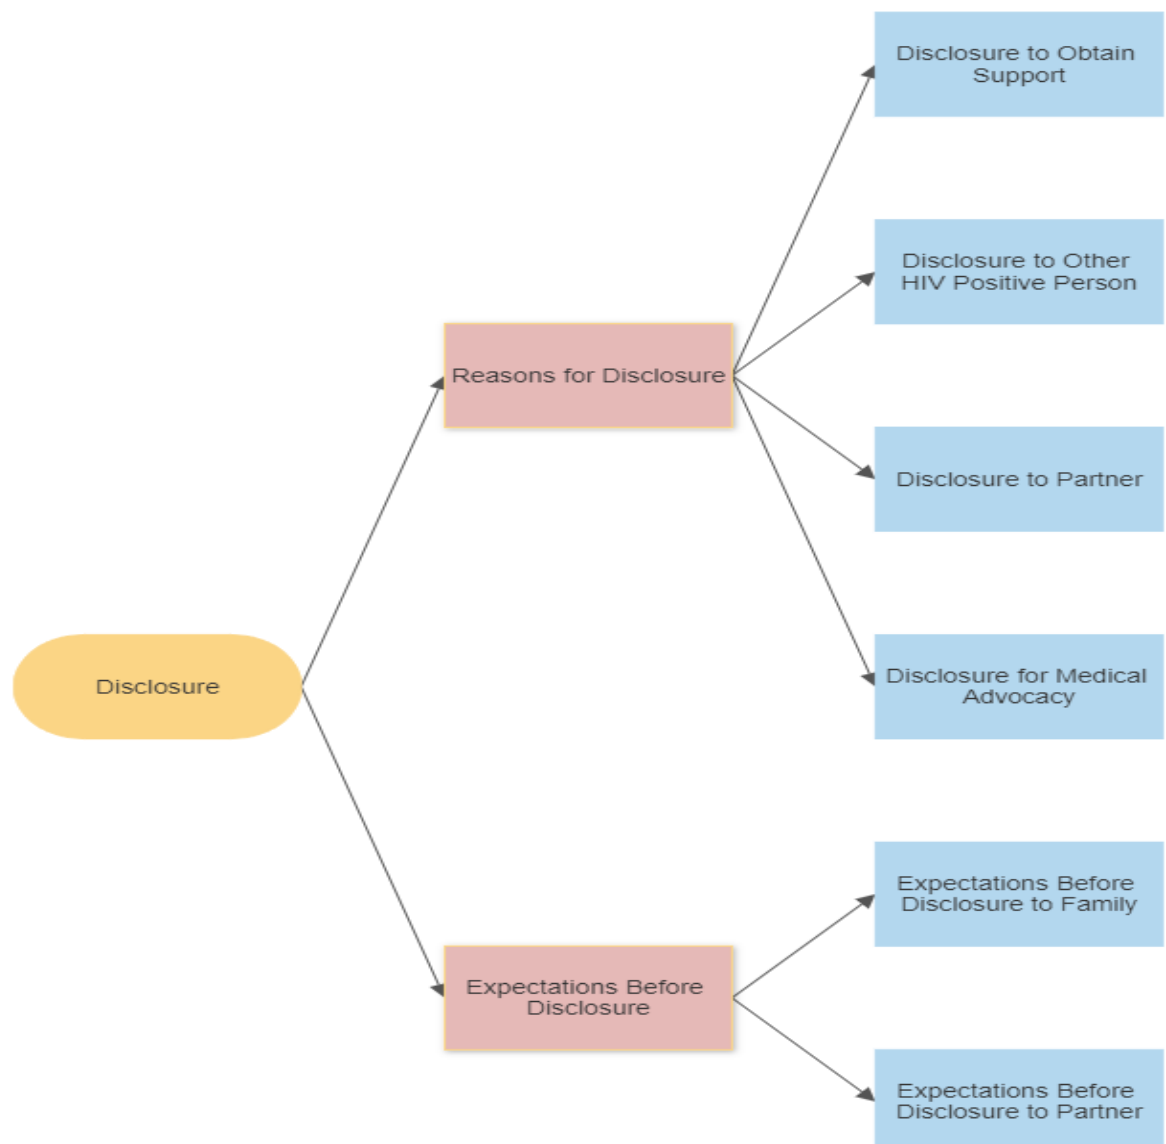 Disclosure to Obtain
Support
Disclosure to Other
HIV Positive Person
Reasons for Disclosure
Disclosure to Partner
Disclosure
Disclosure for Medical
Advocacy
Expectations Before
Disclosure to Family
Expectations Before
Disclosure
Expectations Before
Disclosure to Partner